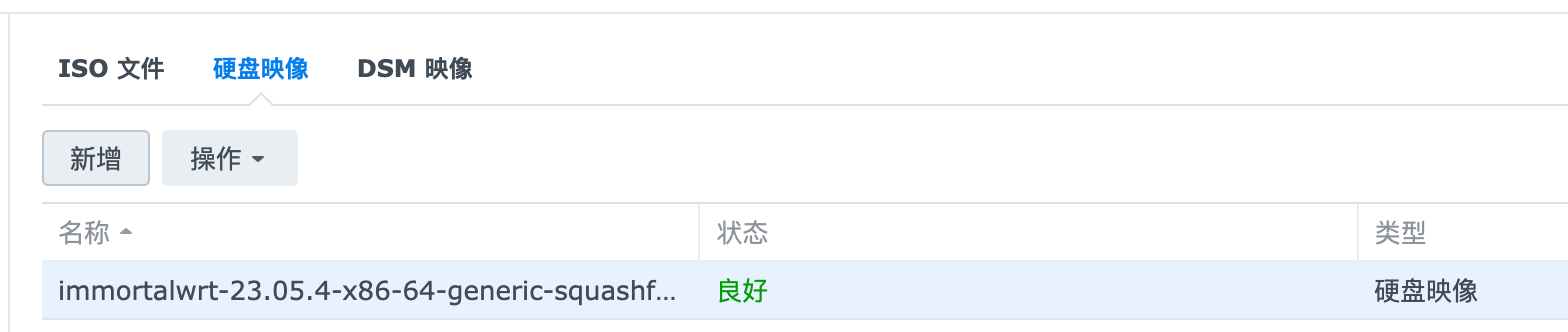 ISO 文件 硬盘映像 DSM 映像
新增 操作
名称 状态 类型
immortalwrt-23.05.4-x86-64-generic-squashf... 良好 硬盘映像